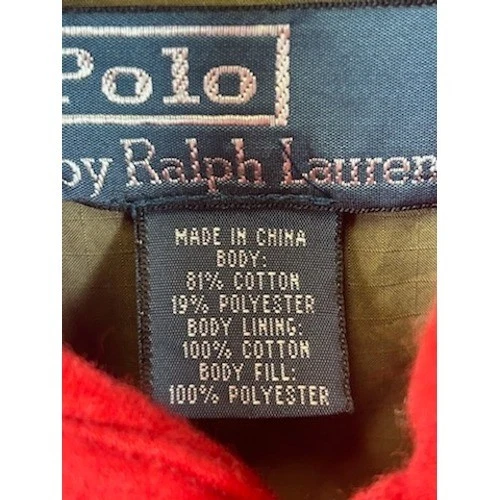 Polo
by Ralph Lauren
MADE IN CHINA
BODY:
81% COTTON
19% POLYESTER
BODY LINING:
100% COTTON
BODY FILL:
100% POLYESTER